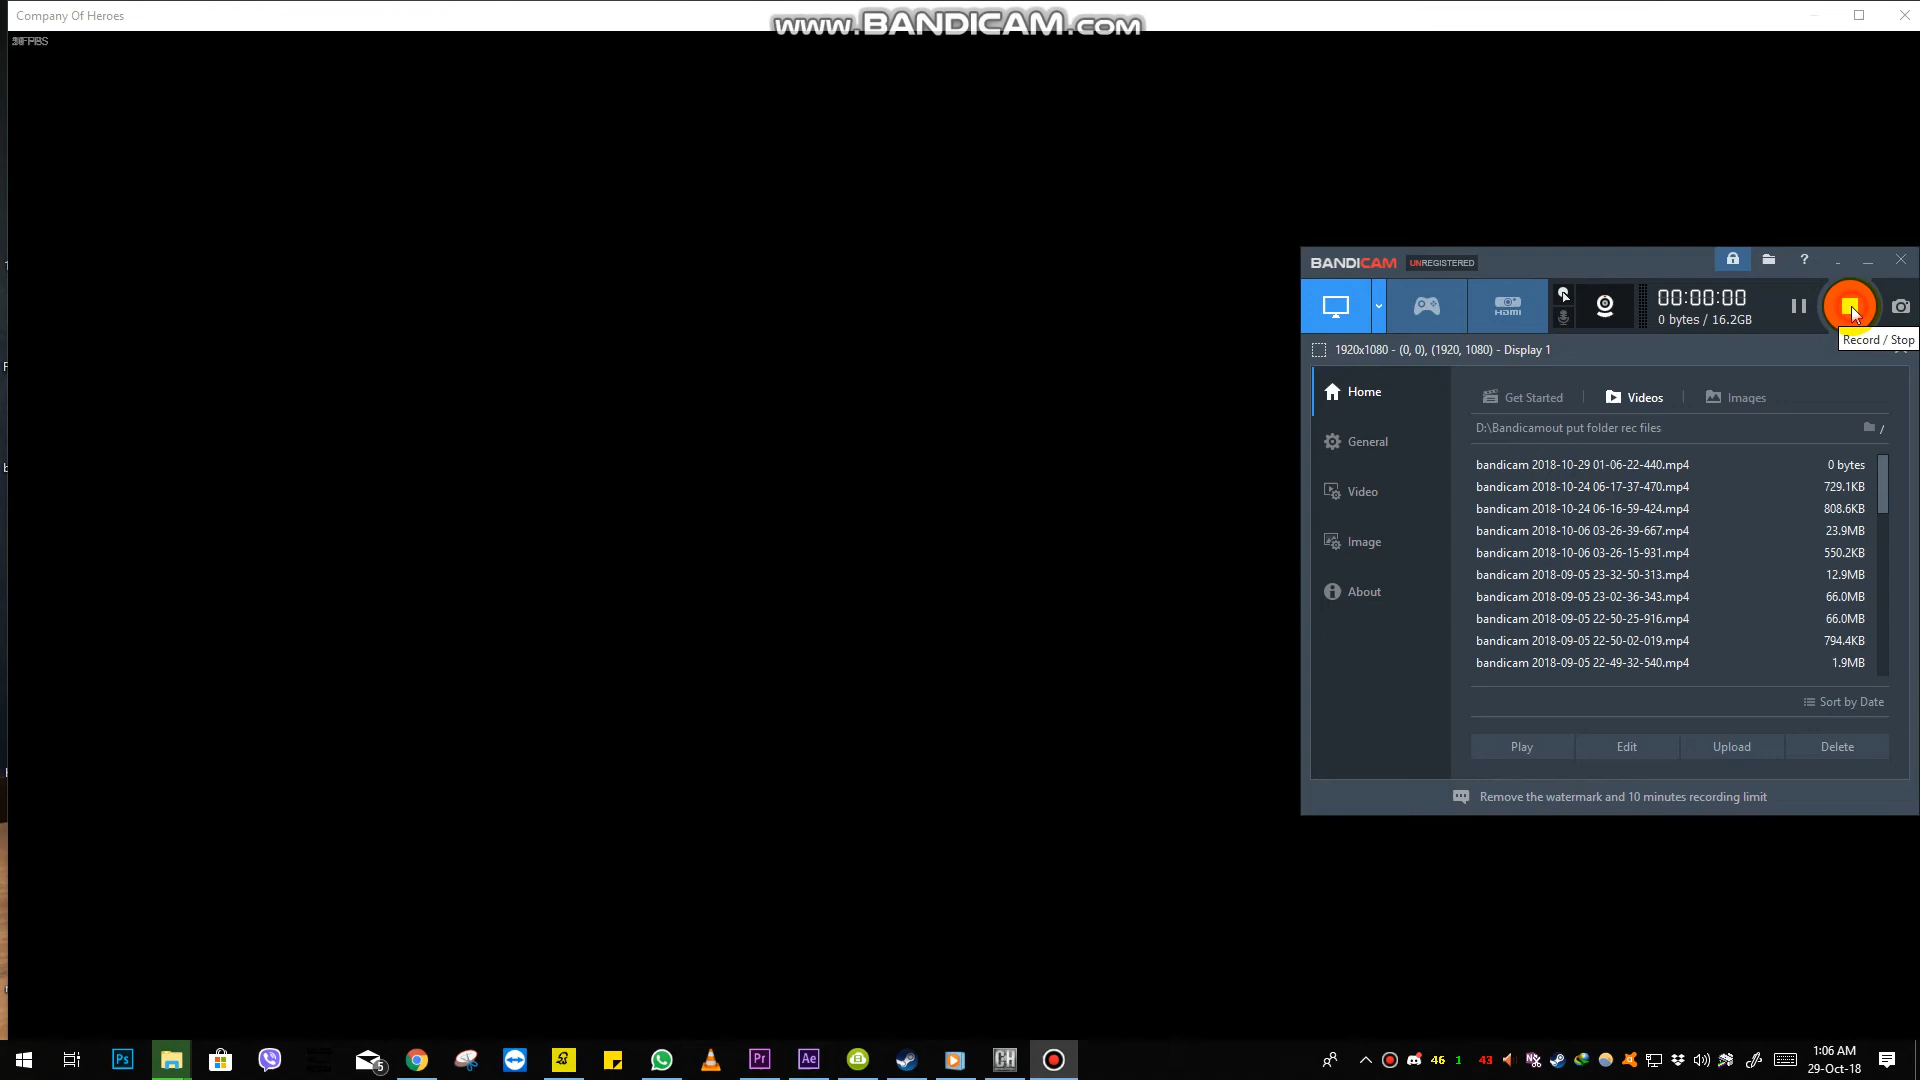 Company Of Heroes
www.BANDICAM.com
BANDICAM UNREGISTERED
?
HDMI
00:00:00
0 bytes / 16.2GB
Record / Stop
1920x1080 - (0, 0), (1920, 1080) - Display 1
Home
General
Video
Image
About
Get Started
Videos
Images
D:\Bandicamout put folder rec files
/
bandicam 2018-10-29 01-06-22-440.mp4 0 bytes
bandicam 2018-10-24 06-17-37-470.mp4 729.1KB
bandicam 2018-10-24 06-16-59-424.mp4 808.6KB
bandicam 2018-10-06 03-26-39-667.mp4 23.9MB
bandicam 2018-10-06 03-26-15-931.mp4 550.2KB
bandicam 2018-09-05 23-32-50-313.mp4 12.9MB
bandicam 2018-09-05 23-02-36-343.mp4 66.0MB
bandicam 2018-09-05 22-50-25-916.mp4 66.0MB
bandicam 2018-09-05 22-50-02-019.mp4 794.4KB
bandicam 2018-09-05 22-49-32-540.mp4 1.9MB
Sort by Date
Play Edit Upload Delete
Remove the watermark and 10 minutes recording limit
Ps
5
Pr
Ae
46 1 43
1:06 AM
29-Oct-18